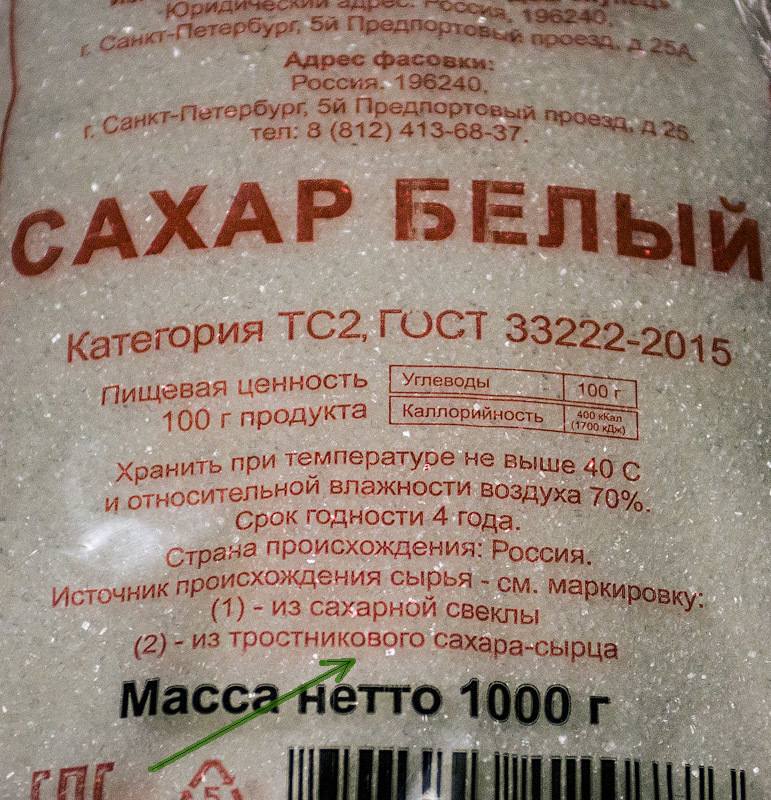 Юридический адрес: Россия, 196240,
г. Санкт-Петербург, 5й Предпортовый проезд, д 25А
Адрес фасовки:
Россия, 196240,
г. Санкт-Петербург, 5й Предпортовый проезд, д 25.
тел: 8 (812) 413-68-37.
САХАР БЕЛЫЙ
Категория ТС2, ГОСТ 33222-2015
Пищевая ценность
100 г продукта
Углеводы 100 г
Каллорийность 400 кКал
(1700 кДж)
Хранить при температуре не выше 40 С
и относительной влажности воздуха 70%.
Срок годности 4 года.
Страна происхождения: Россия.
Источник происхождения сырья - см. маркировку:
(1) - из сахарной свеклы
(2) - из тростникового сахара-сырца
Масса нетто 1000 г
5